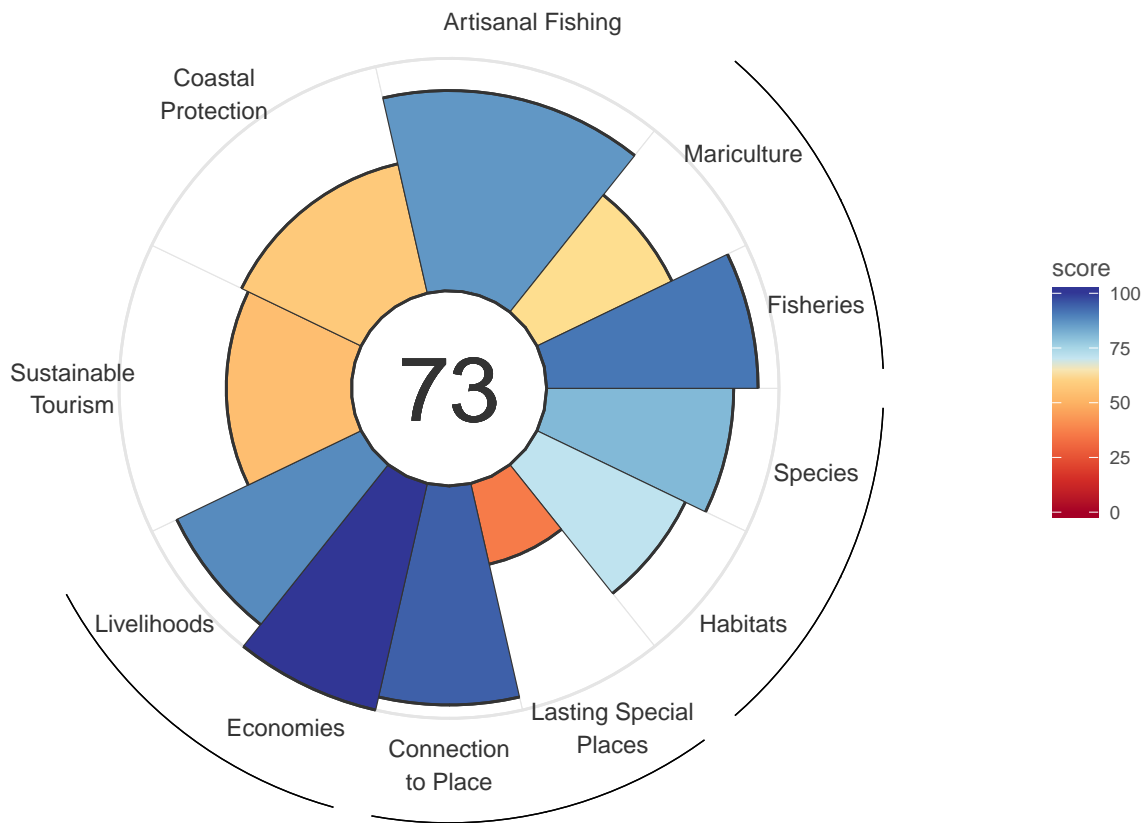 Artisanal Fishing
Coastal
Protection
Mariculture
Fisheries
Sustainable
Tourism
73
Species
Livelihoods
Habitats
Economies
Lasting Special
Places
Connection
to Place
score
100
75
50
25
0